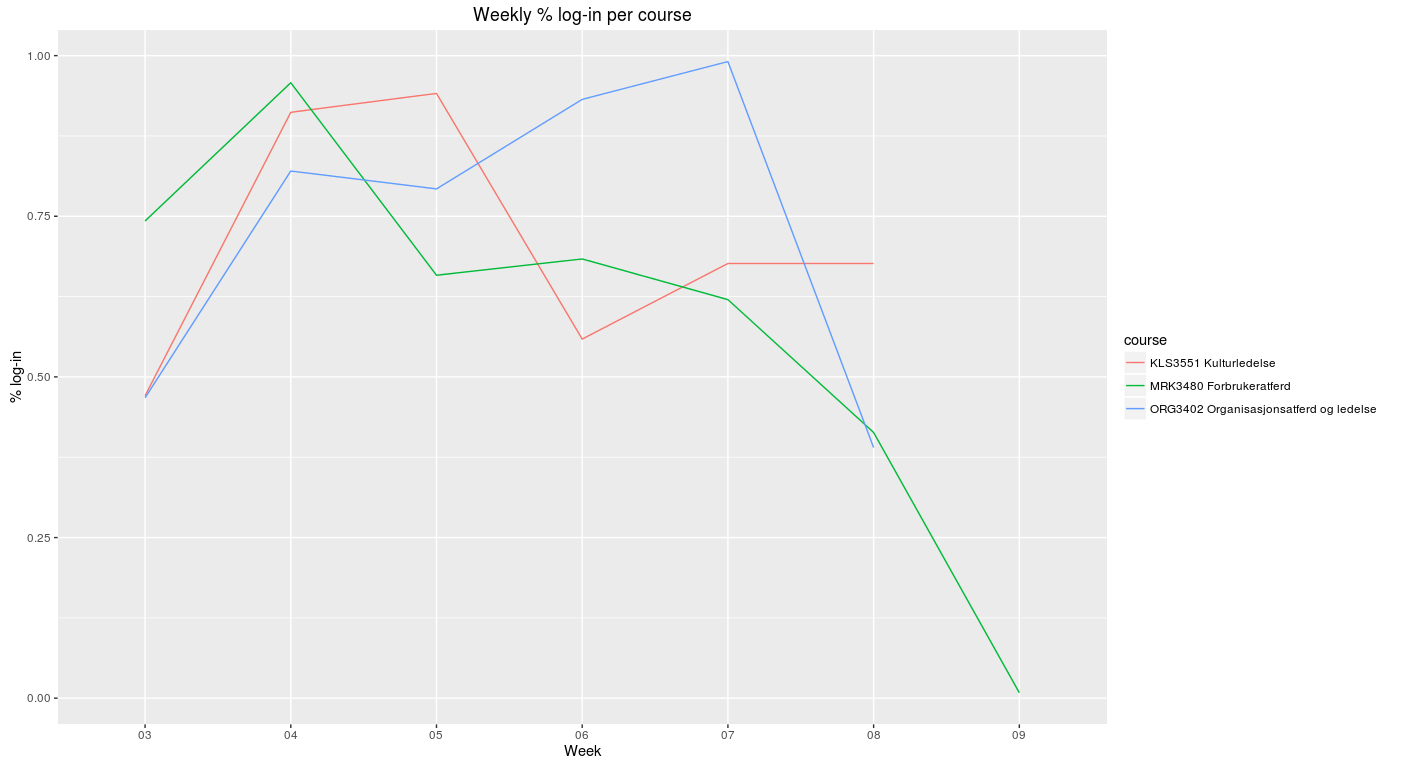 Weekly % log-in per course
1.00
0.75
0.50
0.25
0.00
% log-in
03 04 05 06 07 08 09
Week
course
KLS3551 Kulturledelse
MRK3480 Forbrukeratferd
ORG3402 Organisasjonsatferd og ledelse